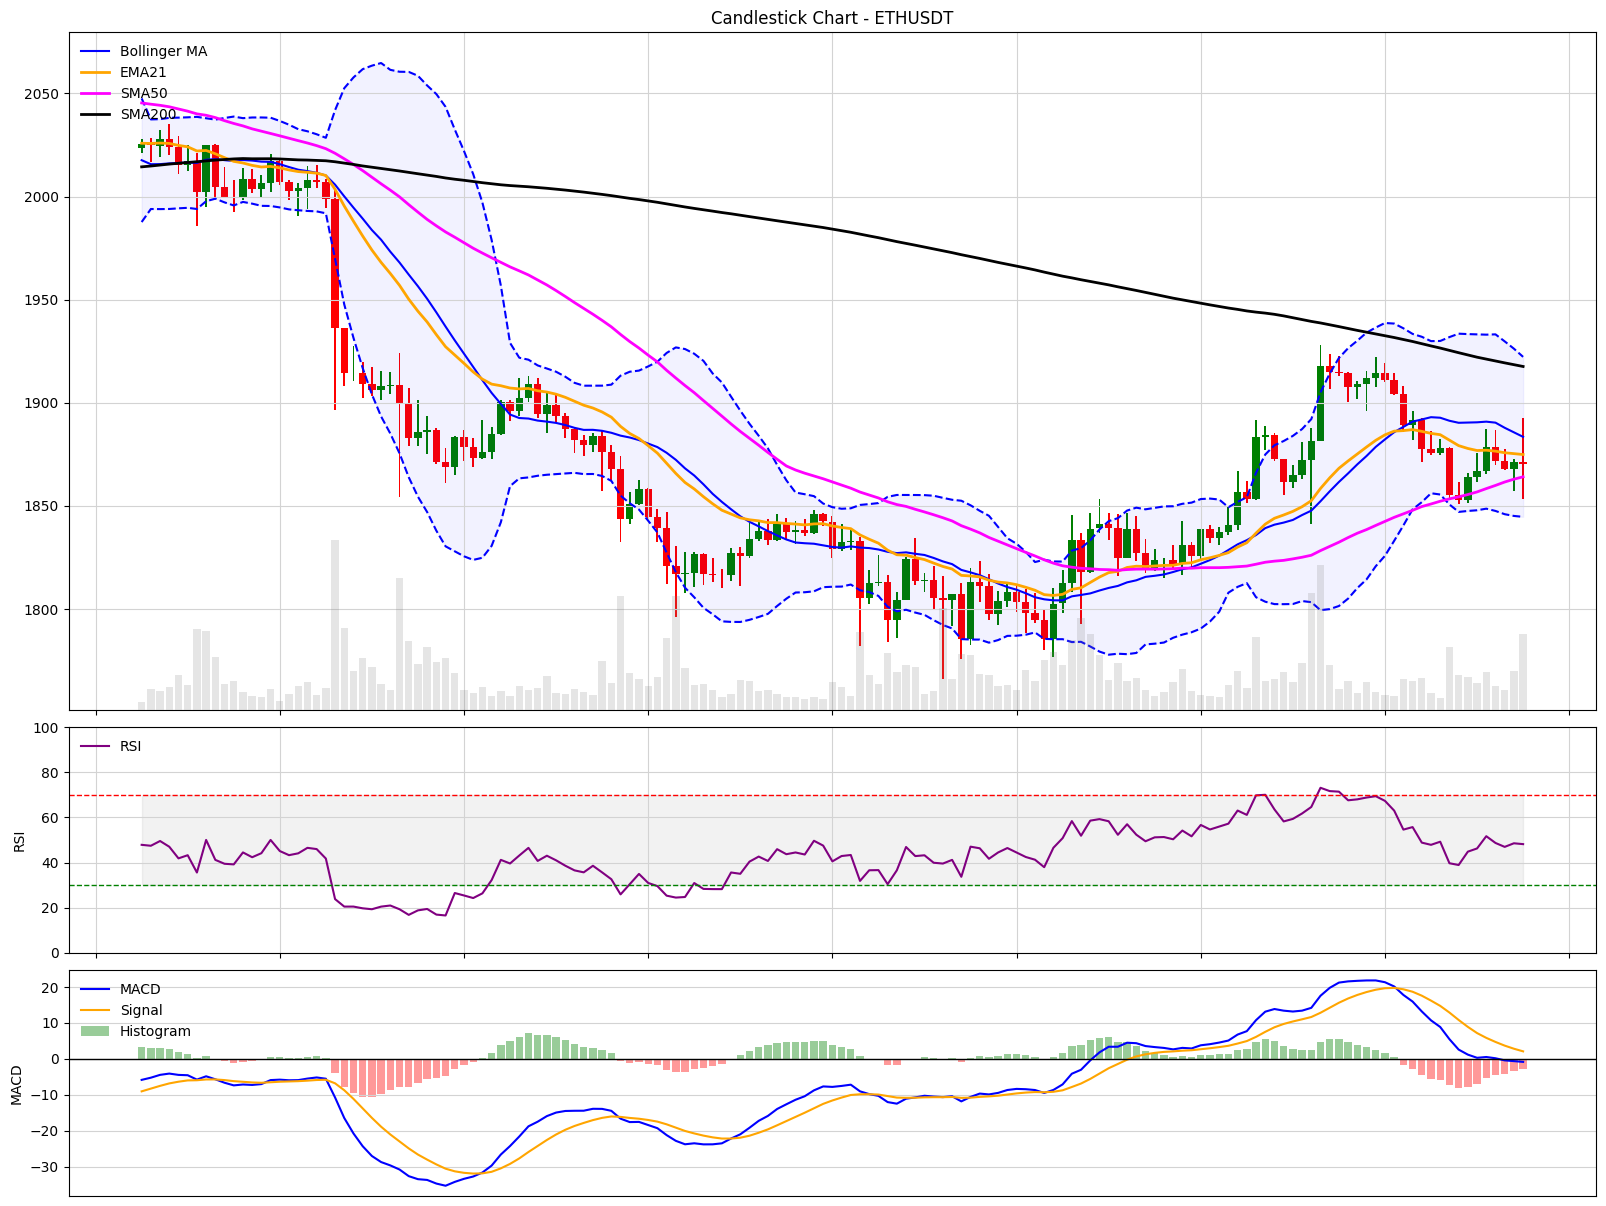 Candlestick Chart - ETHUSDT
Bollinger MA
EMA21
SMA50
SMA200
2050
2000
1950
1900
1850
1800
RSI
100
80
60
40
20
0
RSI
MACD
Signal
Histogram
20
10
0
−10
−20
−30
MACD